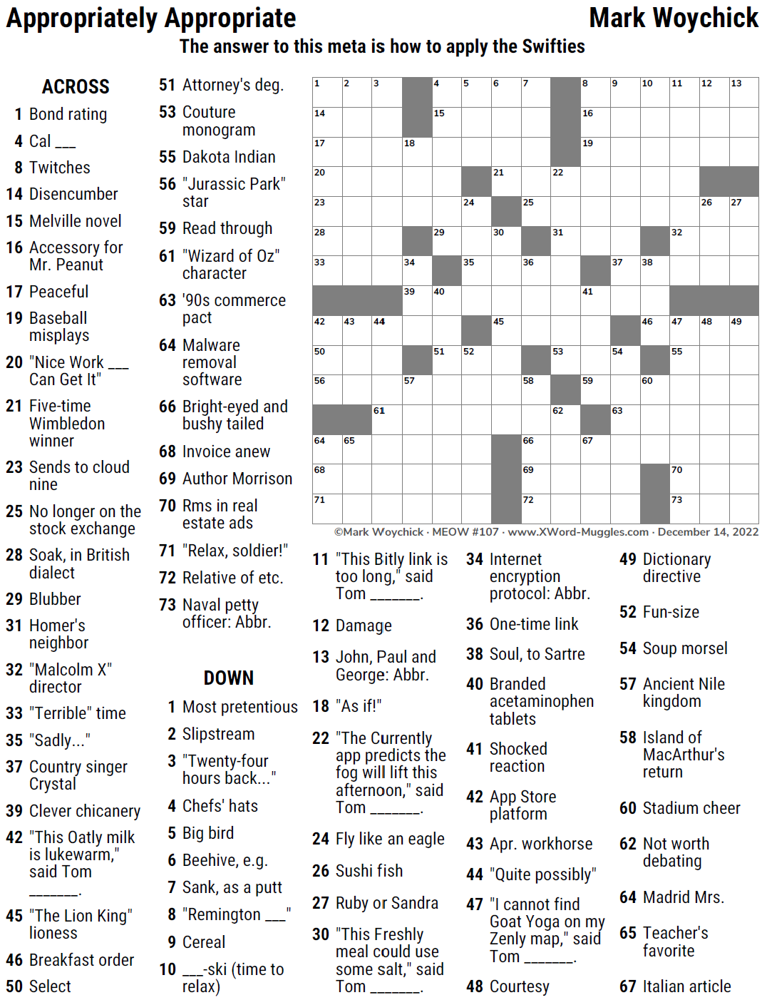 Appropriately Appropriate
Mark Woychick
The answer to this meta is how to apply the Swifties
ACROSS
1 Bond rating
4 Cal ___
8 Twitches
14 Disencumber
15 Melville novel
16 Accessory for
Mr. Peanut
17 Peaceful
19 Baseball
misplays
20 "Nice Work ___
Can Get It"
21 Five-time
Wimbledon
winner
23 Sends to cloud
nine
25 No longer on the
stock exchange
28 Soak, in British
dialect
29 Blubber
31 Homer's
neighbor
32 "Malcolm X"
director
33 "Terrible" time
35 "Sadly..."
37 Country singer
Crystal
39 Clever chicanery
42 "This Oatly milk
is lukewarm,"
said Tom
_______.
45 "The Lion King"
lioness
46 Breakfast order
50 Select
51 Attorney's deg.
53 Couture
monogram
55 Dakota Indian
56 "Jurassic Park"
star
59 Read through
61 "Wizard of Oz"
character
63 '90s commerce
pact
64 Malware
removal
software
66 Bright-eyed and
bushy tailed
68 Invoice anew
69 Author Morrison
70 Rms in real
estate ads
71 "Relax, soldier!"
72 Relative of etc.
73 Naval petty
officer: Abbr.
DOWN
1 Most pretentious
2 Slipstream
3 "Twenty-four
hours back..."
4 Chefs' hats
5 Big bird
6 Beehive, e.g.
7 Sank, as a putt
8 "Remington ___"
9 Cereal
10 ___-ski (time to
relax)
1 2 3 4 5 6 7 8 9 10 11 12 13
14 15 16
17 18 19
20 21 22
23 24 25 26 27
28 29 30 31 32
33 34 35 36 37 38
39 40 41
42 43 44 45 46 47 48 49
50 51 52 53 54 55
56 57 58 59 60
61 62 63
64 65 66 67
68 69 70
71 72 73
©Mark Woychick · MEOW #107 · www.XWord-Muggles.com · December 14, 2022
11 "This Bitly link is
too long," said
Tom _______.
12 Damage
13 John, Paul and
George: Abbr.
18 "As if!"
22 "The Currently
app predicts the
fog will lift this
afternoon," said
Tom _______.
24 Fly like an eagle
26 Sushi fish
27 Ruby or Sandra
30 "This Freshly
meal could use
some salt," said
Tom _______.
34 Internet
encryption
protocol: Abbr.
36 One-time link
38 Soul, to Sartre
40 Branded
acetaminophen
tablets
41 Shocked
reaction
42 App Store
platform
43 Apr. workhorse
44 "Quite possibly"
47 "I cannot find
Goat Yoga on my
Zenly map," said
Tom _______.
48 Courtesy
49 Dictionary
directive
52 Fun-size
54 Soup morsel
57 Ancient Nile
kingdom
58 Island of
MacArthur's
return
60 Stadium cheer
62 Not worth
debating
64 Madrid Mrs.
65 Teacher's
favorite
67 Italian article